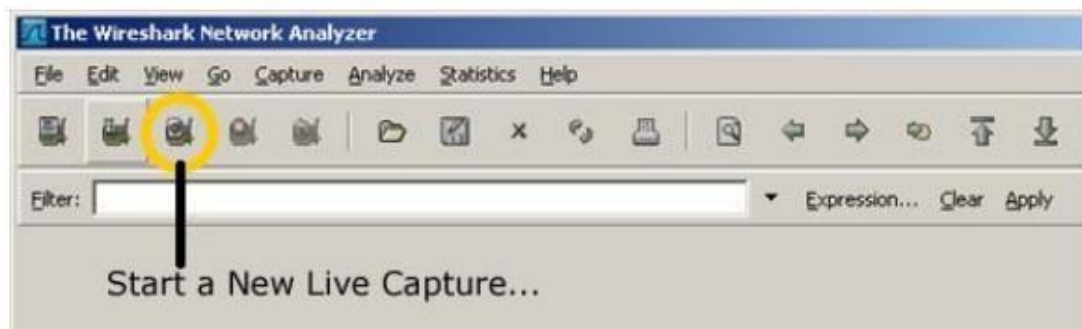 The Wireshark Network Analyzer
File Edit View Go Capture Analyze Statistics Help
Filter: Expression... Clear Apply
Start a New Live Capture...